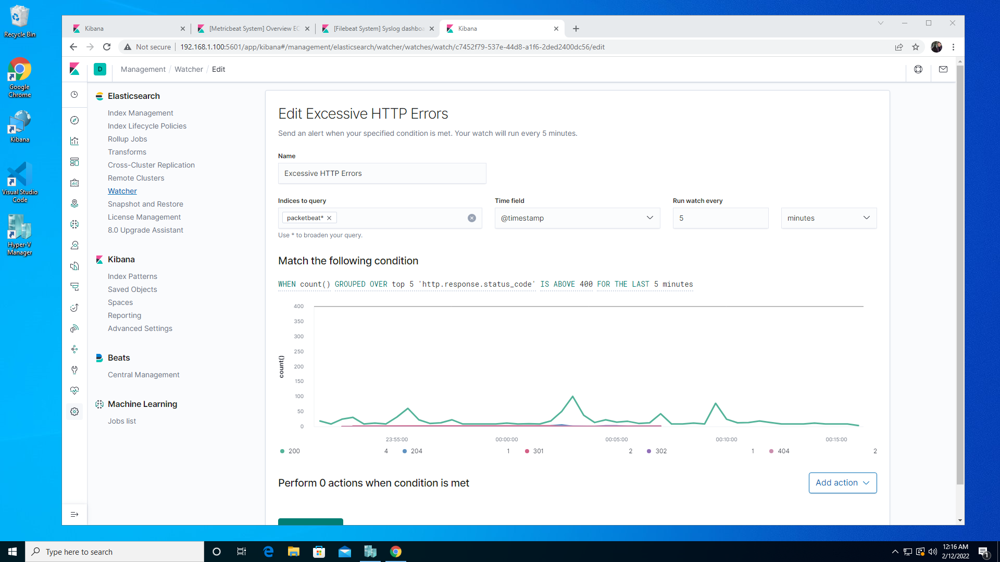 Recycle Bin
Google Chrome
Kibana
Visual Studio Code
Hyper-V Manager
Kibana
[Metricbeat System] Overview EC
[Filebeat System] Syslog dashboa
Kibana
Not secure
192.168.1.100:5601/app/kibana#/management/elasticsearch/watcher/watches/watch/c7452f79-537e-44d8-a1f6-2ded2400dc56/edit
D
Management / Watcher / Edit
Elasticsearch
Index Management
Index Lifecycle Policies
Rollup Jobs
Transforms
Cross-Cluster Replication
Remote Clusters
Watcher
Snapshot and Restore
License Management
8.0 Upgrade Assistant
Kibana
Index Patterns
Saved Objects
Spaces
Reporting
Advanced Settings
Beats
Central Management
Machine Learning
Jobs list
Edit Excessive HTTP Errors
Send an alert when your specified condition is met. Your watch will run every 5 minutes.
Name
Excessive HTTP Errors
Indices to query
packetbeat*
Use * to broaden your query.
Time field
@timestamp
Run watch every
5
minutes
Match the following condition
WHEN count() GROUPED OVER top 5 'http.response.status_code' IS ABOVE 400 FOR THE LAST 5 minutes
400
350
300
250
200
150
100
50
0
count()
23:55:00 00:00:00 00:05:00 00:10:00 00:15:00
200 4 204 1 301 2 302 1 404 2
Perform 0 actions when condition is met
Add action
Type here to search
12:16 AM
2/12/2022
1